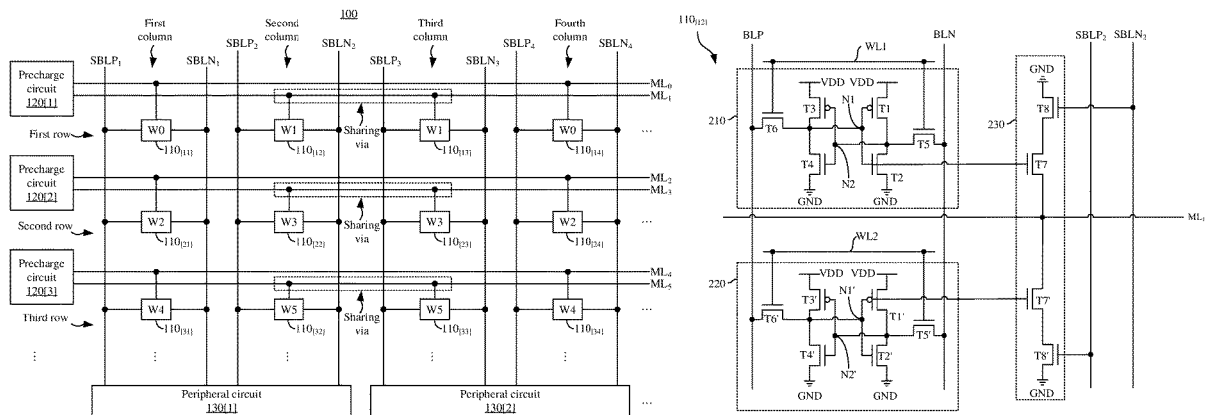 100
First column
Second column
Third column
Fourth column
SBLP1
SBLN1
SBLP2
SBLN2
SBLP3
SBLN3
SBLP4
SBLN4
Precharge circuit 120[1]
ML0
ML1
First row
W0
W1
Sharing via
W1
W0
...
110[11]
110[12]
110[13]
110[14]
Precharge circuit 120[2]
ML2
ML3
Second row
W2
W3
Sharing via
W3
W2
...
110[21]
110[22]
110[23]
110[24]
Precharge circuit 120[3]
ML4
ML5
Third row
W4
W5
Sharing via
W5
W4
...
110[31]
110[32]
110[33]
110[34]
Peripheral circuit 130[1]
Peripheral circuit 130[2]
...
110[12]
BLP
BLN
SBLP2
SBLN2
WL1
GND
210
VDD
VDD
230
T3
N1
T1
T8
T6
T5
T4
N2
T2
T7
GND
GND
ML1
WL2
220
VDD
VDD
T3'
N1'
T1'
T7'
T6'
T5'
T4'
N2'
T2'
T8'
GND
GND
GND